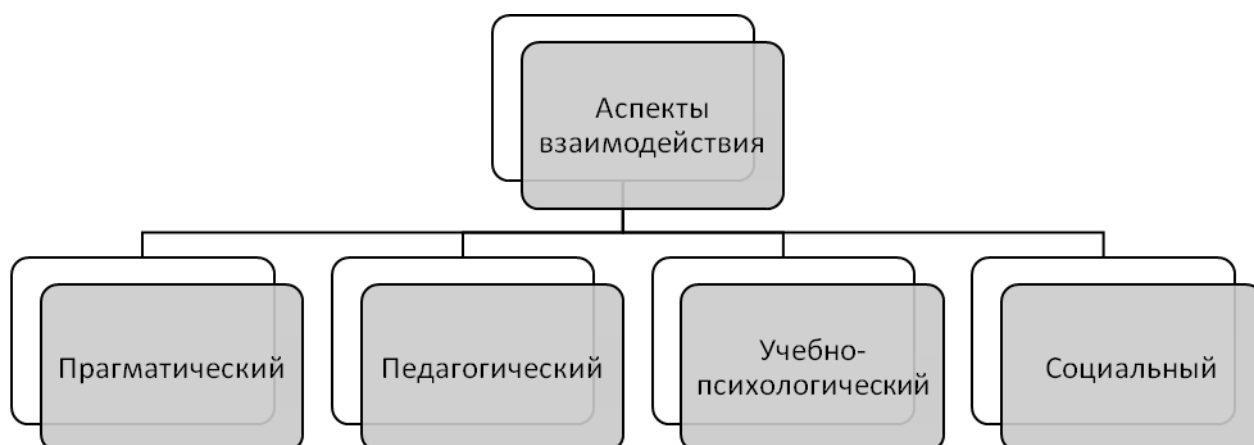 Аспекты
взаимодействия
Прагматический
Педагогический
Учебно-
психологический
Социальный